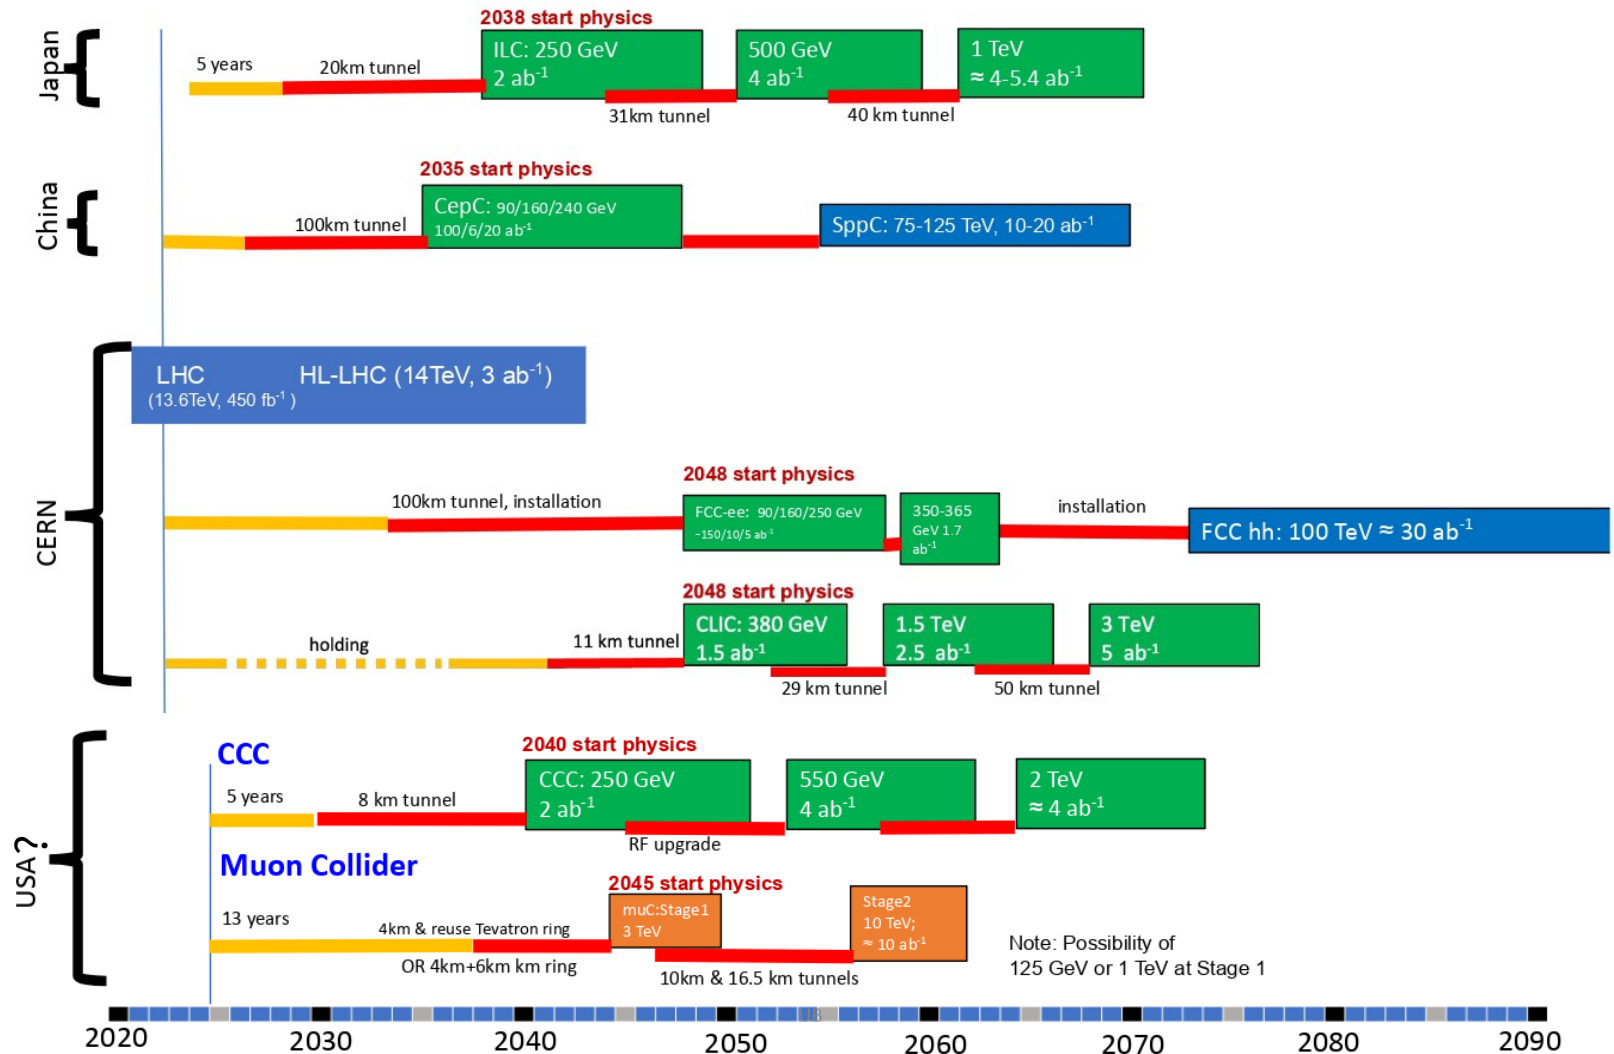 Japan
2038 start physics
5 years
20km tunnel
ILC: 250 GeV
2 ab-1
31km tunnel
500 GeV
4 ab-1
40 km tunnel
1 TeV
≈ 4-5.4 ab-1
China
2035 start physics
100km tunnel
CepC: 90/160/240 GeV
100/6/20 ab-1
SppC: 75-125 TeV, 10-20 ab-1
CERN
LHC HL-LHC (14TeV, 3 ab-1)
(13.6TeV, 450 fb-1 )
2048 start physics
100km tunnel, installation
FCC-ee: 90/160/250 GeV
~150/10/5 ab-1
350-365
GeV 1.7
ab-1
installation
FCC hh: 100 TeV ≈ 30 ab-1
2048 start physics
holding
11 km tunnel
CLIC: 380 GeV
1.5 ab-1
29 km tunnel
1.5 TeV
2.5 ab-1
50 km tunnel
3 TeV
5 ab-1
USA?
CCC
2040 start physics
5 years
8 km tunnel
CCC: 250 GeV
2 ab-1
RF upgrade
550 GeV
4 ab-1
2 TeV
≈ 4 ab-1
Muon Collider
2045 start physics
13 years
4km & reuse Tevatron ring
OR 4km+6km km ring
muC:Stage1
3 TeV
10km & 16.5 km tunnels
Stage2
10 TeV;
≈ 10 ab-1
Note: Possibility of
125 GeV or 1 TeV at Stage 1
2020 2030 2040 2050 2060 2070 2080 2090